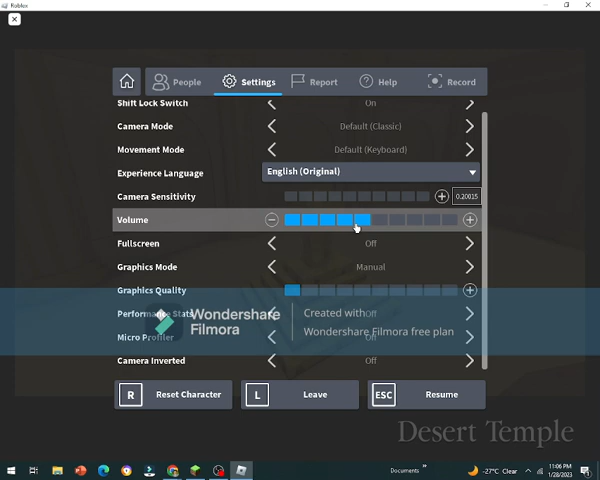 Roblox
People
Settings
Report
Help
Record
Shift Lock Switch
On
Camera Mode
Default (Classic)
Movement Mode
Default (Keyboard)
Experience Language
English (Original)
Camera Sensitivity
0.20015
Volume
Fullscreen
Off
Graphics Mode
Manual
Graphics Quality
Performance Stats
Off
Wondershare
Filmora
Created with
Wondershare Filmora free plan
Micro Profiler
Off
Camera Inverted
Off
R
Reset Character
L
Leave
ESC
Resume
Desert Temple
Documents
-27°C Clear
11:06 PM
1/28/2023